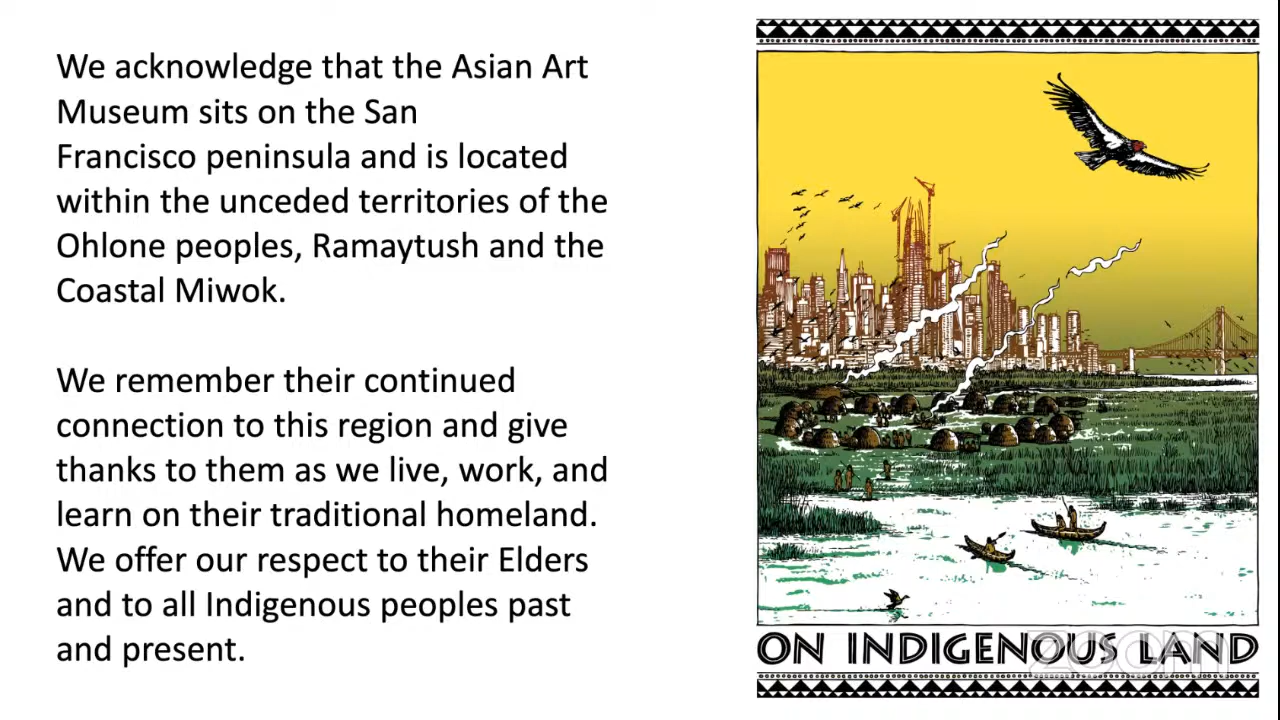 We acknowledge that the Asian Art
Museum sits on the San
Francisco peninsula and is located
within the unceded territories of the
Ohlone peoples, Ramaytush and the
Coastal Miwok.
We remember their continued
connection to this region and give
thanks to them as we live, work, and
learn on their traditional homeland.
We offer our respect to their Elders
and to all Indigenous peoples past
and present.
ON INDIGENOUS LAND
zoom